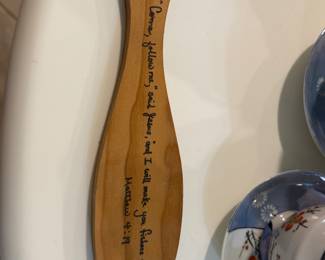 "Come, follow me," said Jesus, "and I will make you fishers
Matthew 4:19